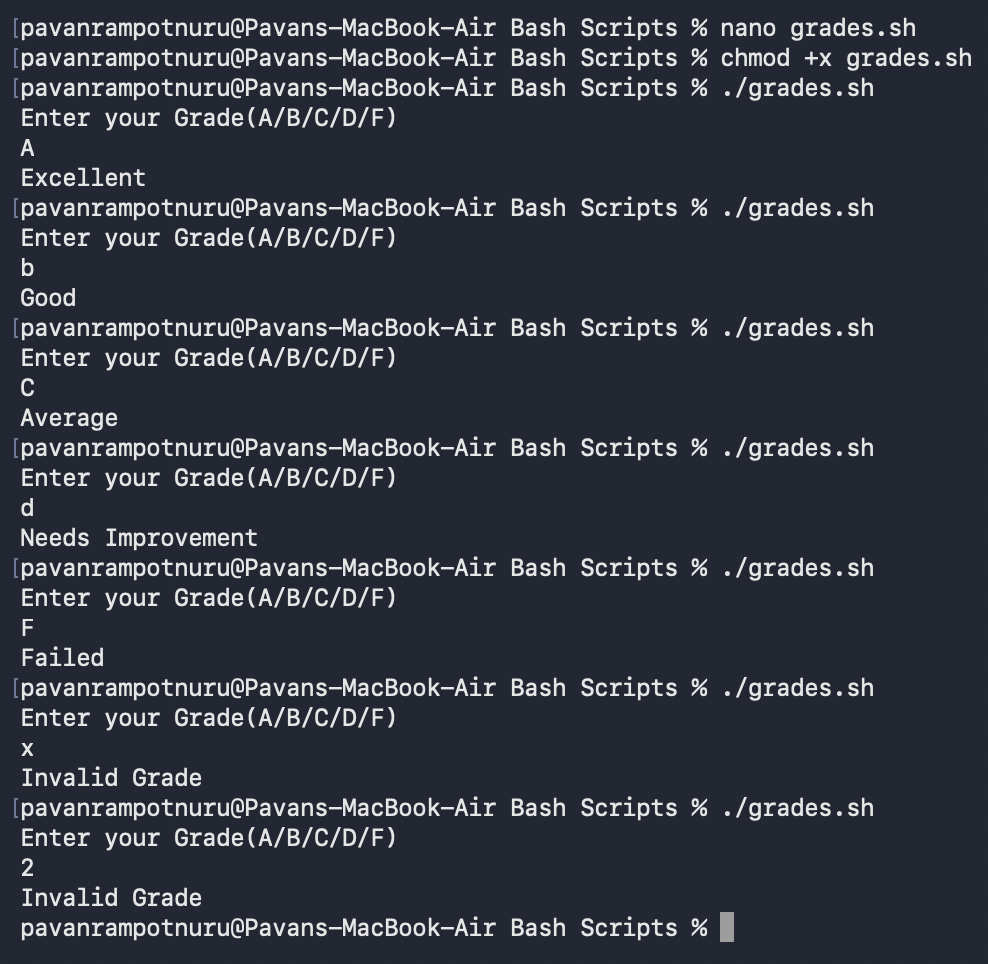 [pavanrampotnuru@Pavans-MacBook-Air Bash Scripts % nano grades.sh
[pavanrampotnuru@Pavans-MacBook-Air Bash Scripts % chmod +x grades.sh
[pavanrampotnuru@Pavans-MacBook-Air Bash Scripts % ./grades.sh
Enter your Grade(A/B/C/D/F)
A
Excellent
[pavanrampotnuru@Pavans-MacBook-Air Bash Scripts % ./grades.sh
Enter your Grade(A/B/C/D/F)
b
Good
[pavanrampotnuru@Pavans-MacBook-Air Bash Scripts % ./grades.sh
Enter your Grade(A/B/C/D/F)
C
Average
[pavanrampotnuru@Pavans-MacBook-Air Bash Scripts % ./grades.sh
Enter your Grade(A/B/C/D/F)
d
Needs Improvement
[pavanrampotnuru@Pavans-MacBook-Air Bash Scripts % ./grades.sh
Enter your Grade(A/B/C/D/F)
F
Failed
[pavanrampotnuru@Pavans-MacBook-Air Bash Scripts % ./grades.sh
Enter your Grade(A/B/C/D/F)
x
Invalid Grade
[pavanrampotnuru@Pavans-MacBook-Air Bash Scripts % ./grades.sh
Enter your Grade(A/B/C/D/F)
2
Invalid Grade
pavanrampotnuru@Pavans-MacBook-Air Bash Scripts %